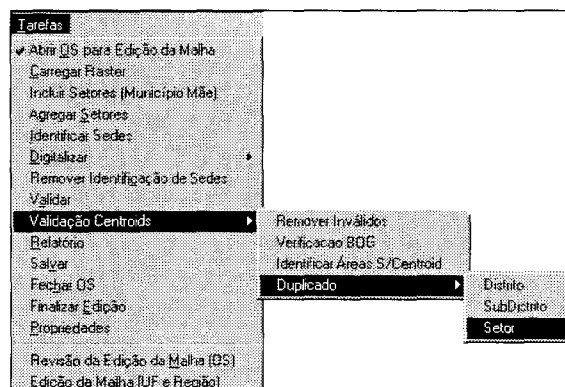 Tarefas
Abrir OS para Edição da Malha
Carregar Raster
Incluir Setores (Município Mãe)
Agregar Setores
Identificar Sedes
Digitalizar
Remover Identificação de Sedes
Validar
Validação Centroids
Relatório
Salvar
Fechar OS
Finalizar Edição
Propriedades
Revisão da Edição da Malha (OS)
Edição da Malha (UF e Região)
Remover Inválidos
Verificacao BOG
Identificar Áreas S/Centroid
Duplicado
Distrito
SubDistrito
Setor